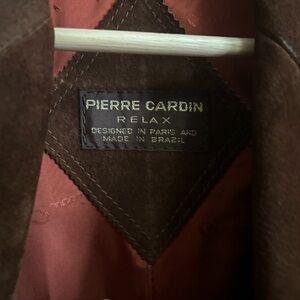 PIERRE CARDIN
RELAX
DESIGNED IN PARIS AND
MADE IN BRAZIL